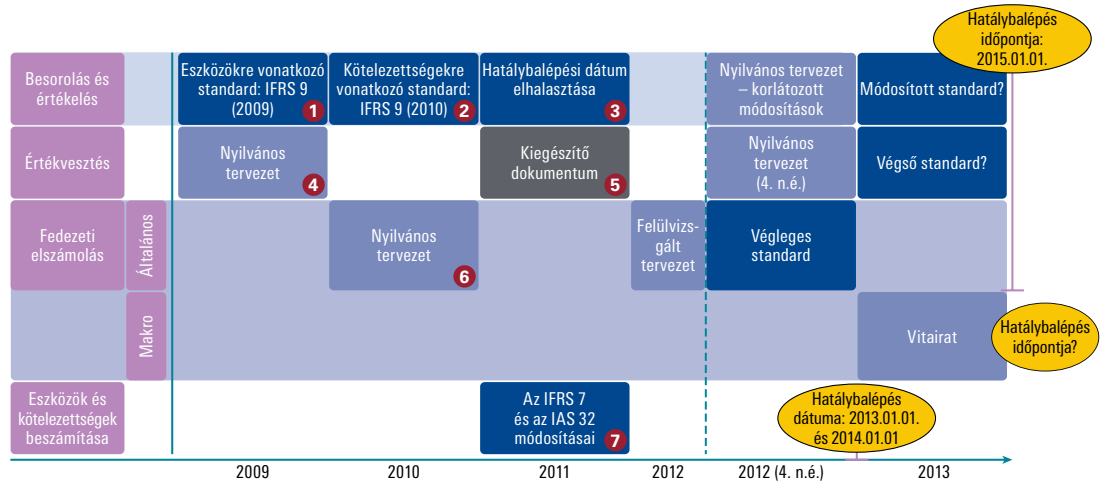 Hatálybalépés
időpontja:
2015.01.01.
Besorolás és
értékelés
Eszközökre vonatkozó
standard: IFRS 9
(2009)
1
Kötelezettségekre
vonatkozó standard:
IFRS 9 (2010)
2
Hatálybalépési dátum
elhalasztása
3
Nyilvános tervezet
– korlátozott
módosítások
Módosított standard?
Értékvesztés
Nyilvános
tervezet
4
Kiegészítő
dokumentum
5
Nyilvános
tervezet
(4. n.é.)
Végső standard?
Fedezeti
elszámolás
Általános
Nyilvános
tervezet
6
Felülvizs-
gált
tervezet
Végleges
standard
Makro
Vitairat
Hatálybalépés
időpontja?
Eszközök és
kötelezettségek
beszámítása
Az IFRS 7
és az IAS 32
módosításai
7
Hatálybalépés
dátuma: 2013.01.01.
és 2014.01.01
2009
2010
2011
2012
2012 (4. n.é.)
2013